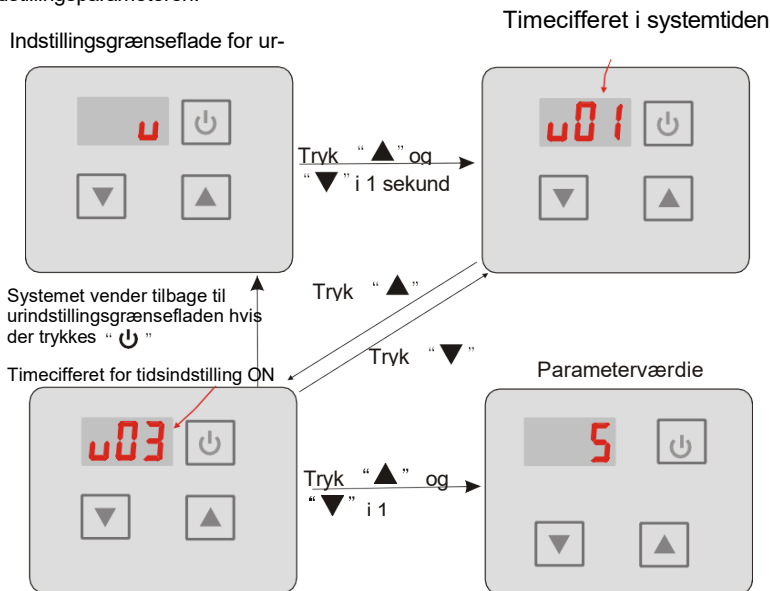 Timecifferet i systemtiden
Indstillingsgrænseflade for ur-
u
u01
Tryk “ ▲ ” og
“ ▼ ” i 1 sekund
Systemet vender tilbage til
urindstillingsgrænsefladen hvis
der trykkes “ ⏻ ”
Tryk “ ▲ ”
Tryk “ ▼ ”
Timecifferet for tidsindstilling ON
Parameterværdie
u03
5
Tryk “ ▲ ” og
“ ▼ ” i 1